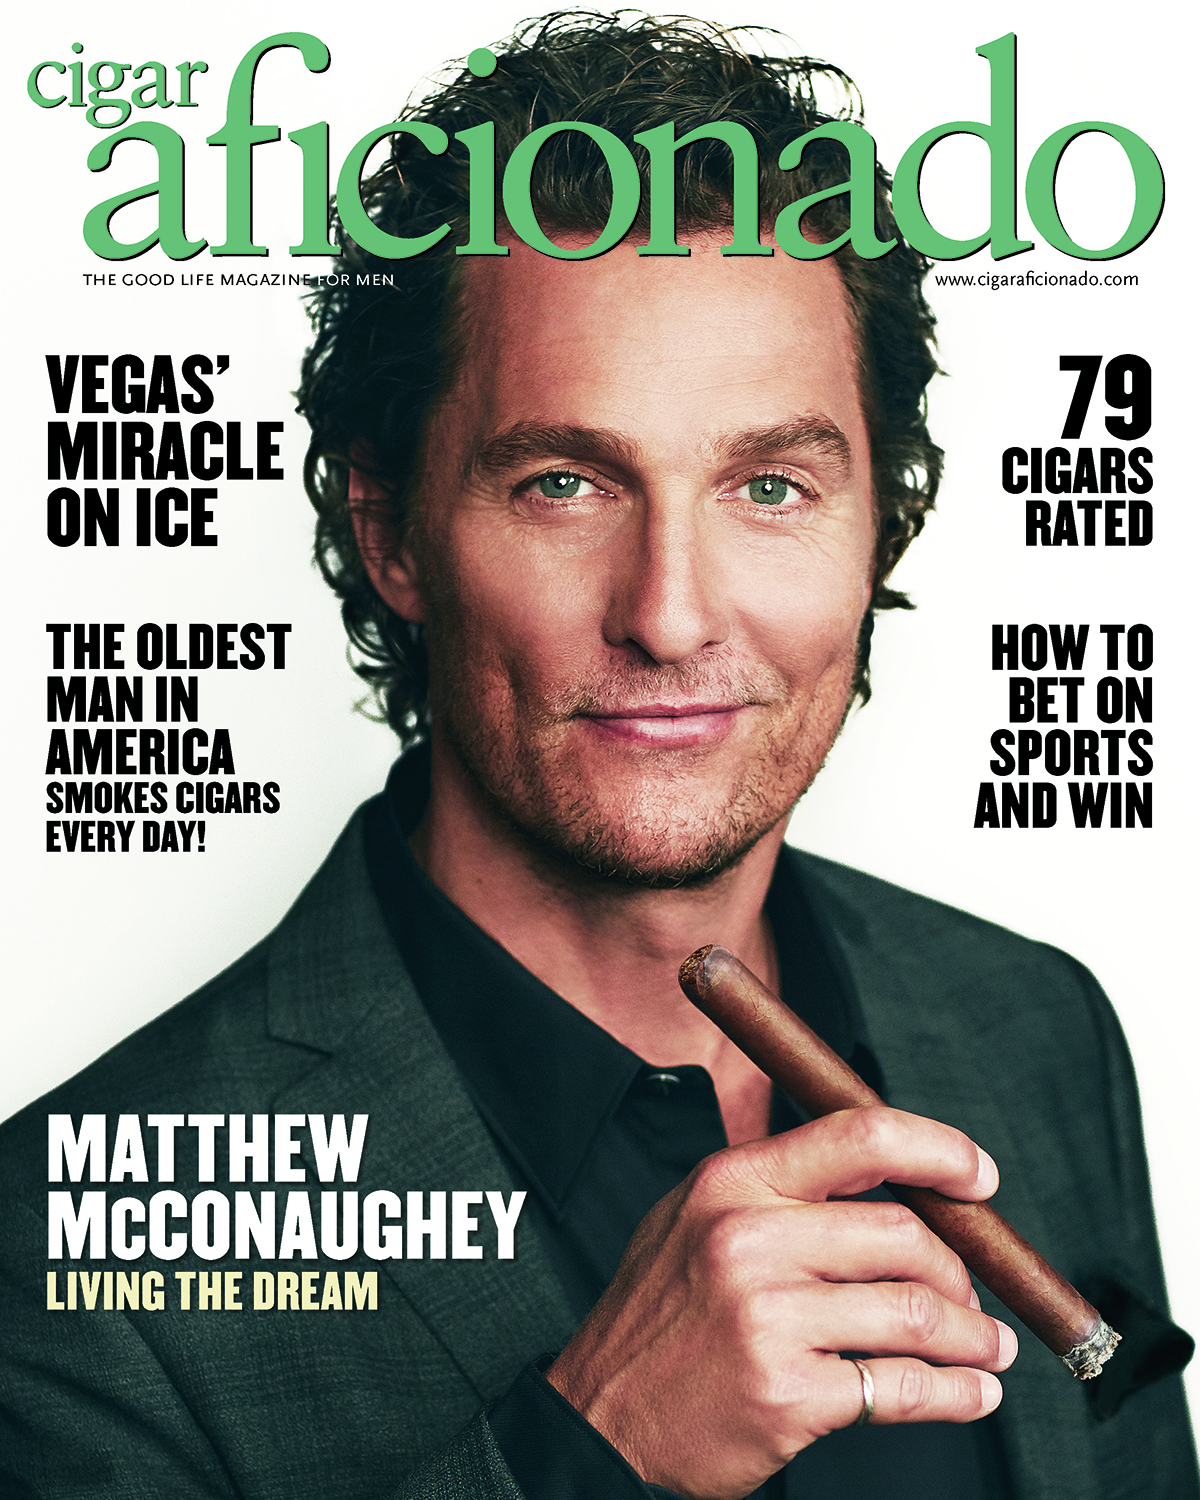 cigar
aficionado
THE GOOD LIFE MAGAZINE FOR MEN
www.cigaraficionado.com
VEGAS’
MIRACLE
ON ICE
79
CIGARS
RATED
THE OLDEST
MAN IN
AMERICA
SMOKES CIGARS
EVERY DAY!
HOW TO
BET ON
SPORTS
AND WIN
MATTHEW
McCONAUGHEY
LIVING THE DREAM